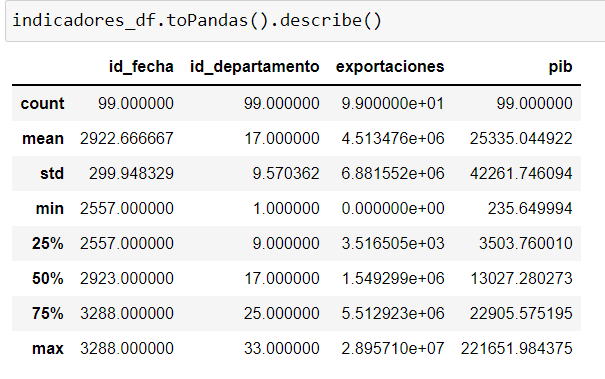 indicadores_df.toPandas().describe()
id_fecha id_departamento exportaciones pib
count 99.000000 99.000000 9.900000e+01 99.000000
mean 2922.666667 17.000000 4.513476e+06 25335.044922
std 299.948329 9.570362 6.881552e+06 42261.746094
min 2557.000000 1.000000 0.000000e+00 235.649994
25% 2557.000000 9.000000 3.516505e+03 3503.760010
50% 2923.000000 17.000000 1.549299e+06 13027.280273
75% 3288.000000 25.000000 5.512923e+06 22905.575195
max 3288.000000 33.000000 2.895710e+07 221651.984375